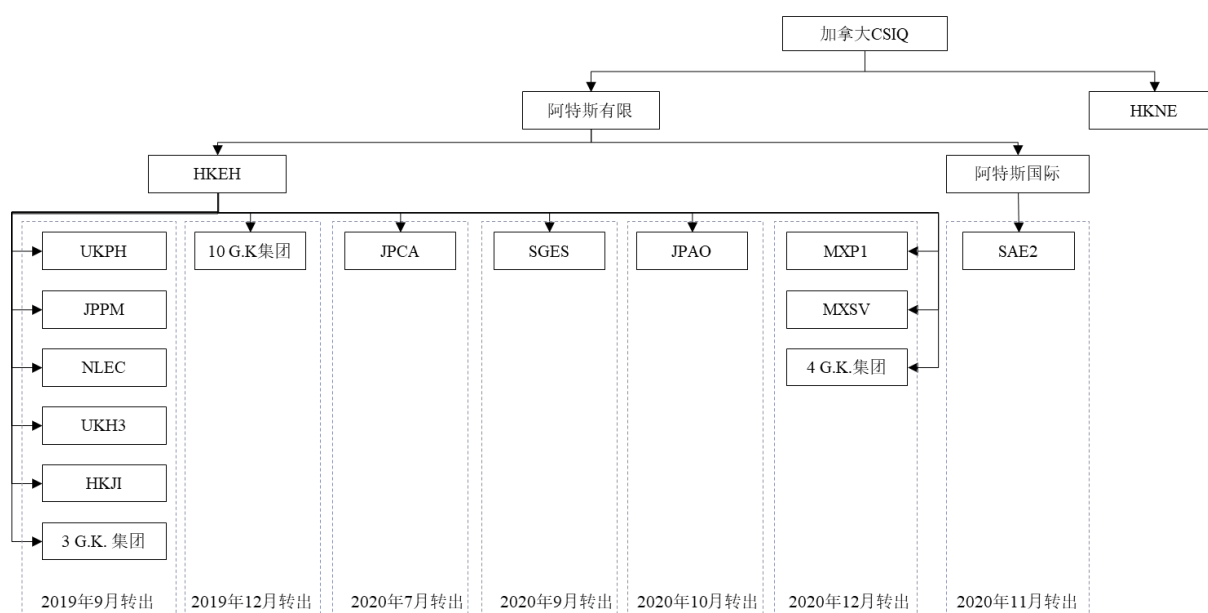 加拿大CSIQ
阿特斯有限
HKNE
HKEH
阿特斯国际
UKPH
10 G.K集团
JPCA
SGES
JPAO
MXP1
SAE2
JPPM
MXSV
NLEC
4 G.K.集团
UKH3
HKJI
3 G.K. 集团
2019年9月转出
2019年12月转出
2020年7月转出
2020年9月转出
2020年10月转出
2020年12月转出
2020年11月转出